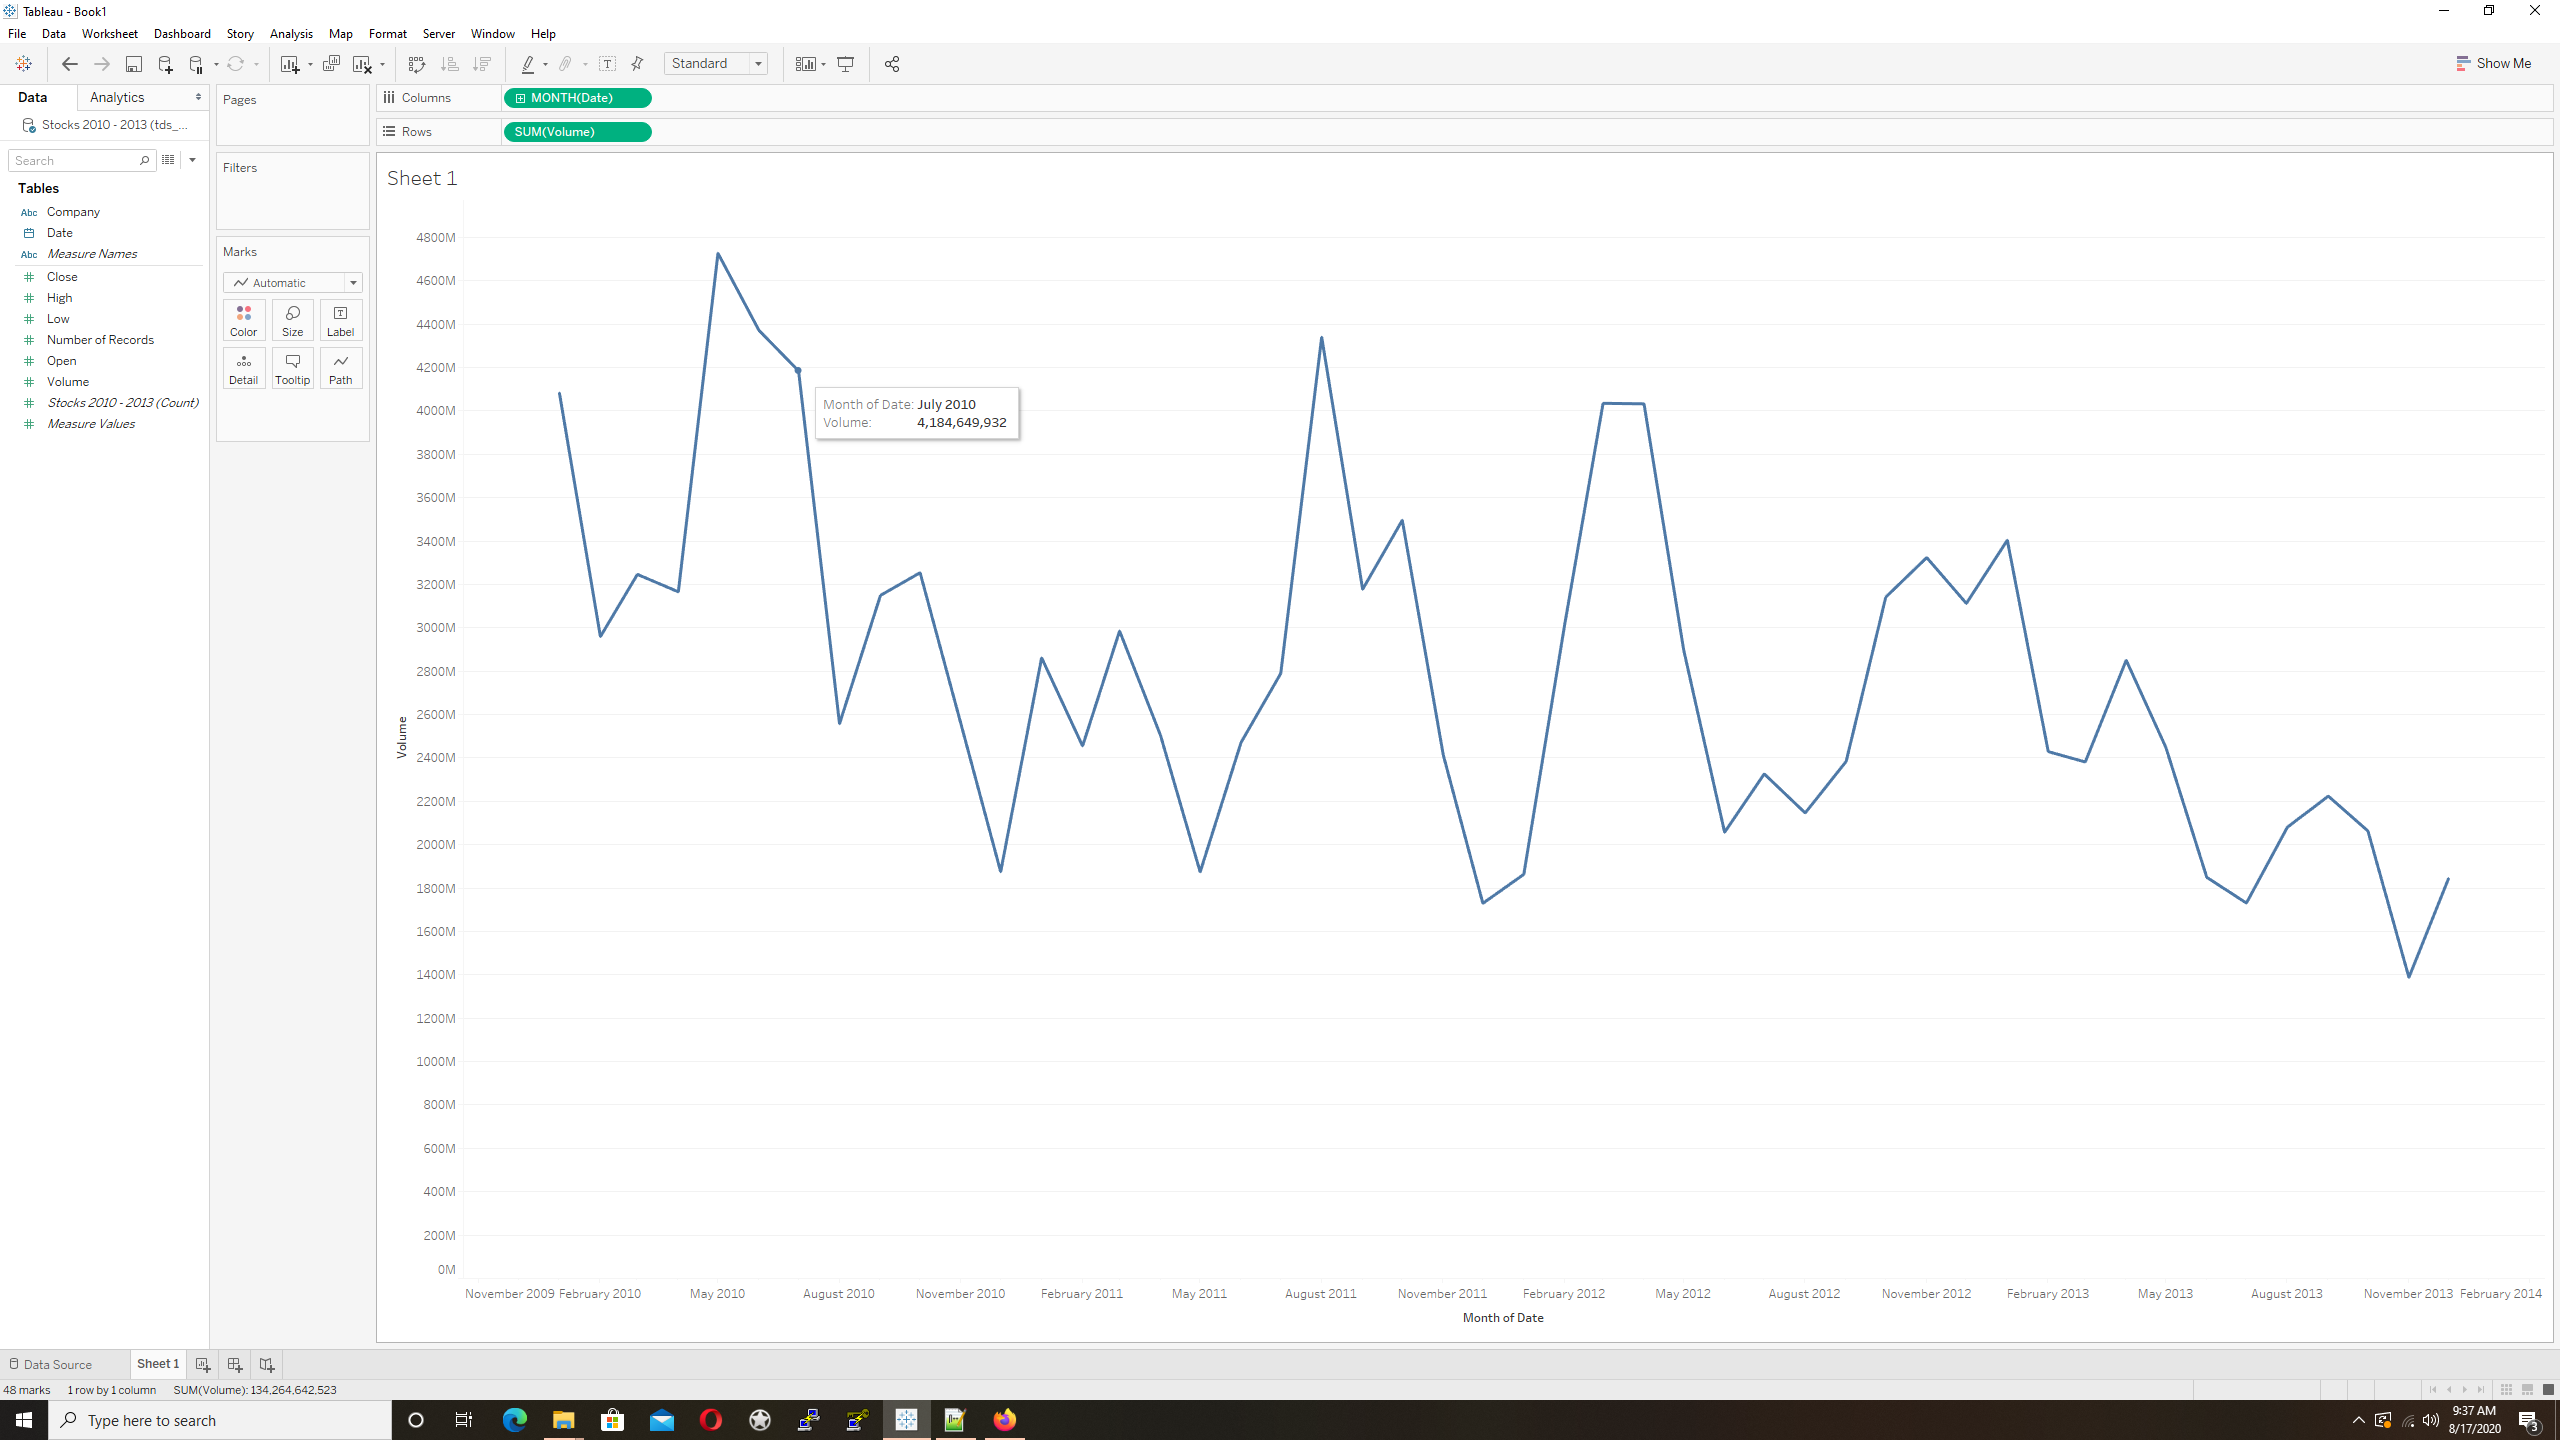 Tableau - Book1
File Data Worksheet Dashboard Story Analysis Map Format Server Window Help
Standard
Show Me
Data Analytics
Stocks 2010 - 2013 (tds_...
Search
Tables
Abc Company
Date
Abc Measure Names
Close
High
Low
Number of Records
Open
Volume
Stocks 2010 - 2013 (Count)
Measure Values
Pages
Filters
Marks
Automatic
Color Size Label
Detail Tooltip Path
Columns MONTH(Date)
Rows SUM(Volume)
Sheet 1
4800M
4600M
4400M
4200M
4000M
3800M
3600M
3400M
3200M
3000M
2800M
2600M
2400M
2200M
2000M
1800M
1600M
1400M
1200M
1000M
800M
600M
400M
200M
0M
Volume
Month of Date: July 2010
Volume: 4,184,649,932
November 2009 February 2010 May 2010 August 2010 November 2010 February 2011 May 2011 August 2011 November 2011 February 2012 May 2012 August 2012 November 2012 February 2013 May 2013 August 2013 November 2013 February 2014
Month of Date
Data Source Sheet 1
48 marks 1 row by 1 column SUM(Volume): 134,264,642,523
Type here to search
9:37 AM
8/17/2020
3